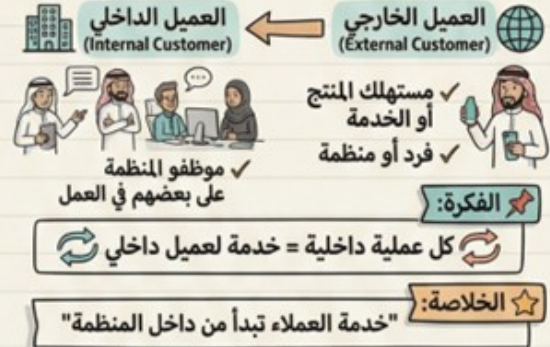 العميل الخارجي
(External Customer)
العميل الداخلي
(Internal Customer)
✓ مستهلك المنتج
أو الخدمة
✓ فرد أو منظمة
✓ موظفو المنظمة
على بعضهم في العمل
الفكرة:
كل عملية داخلية = خدمة لعميل داخلي
الخلاصة:
"خدمة العملاء تبدأ من داخل المنظمة"